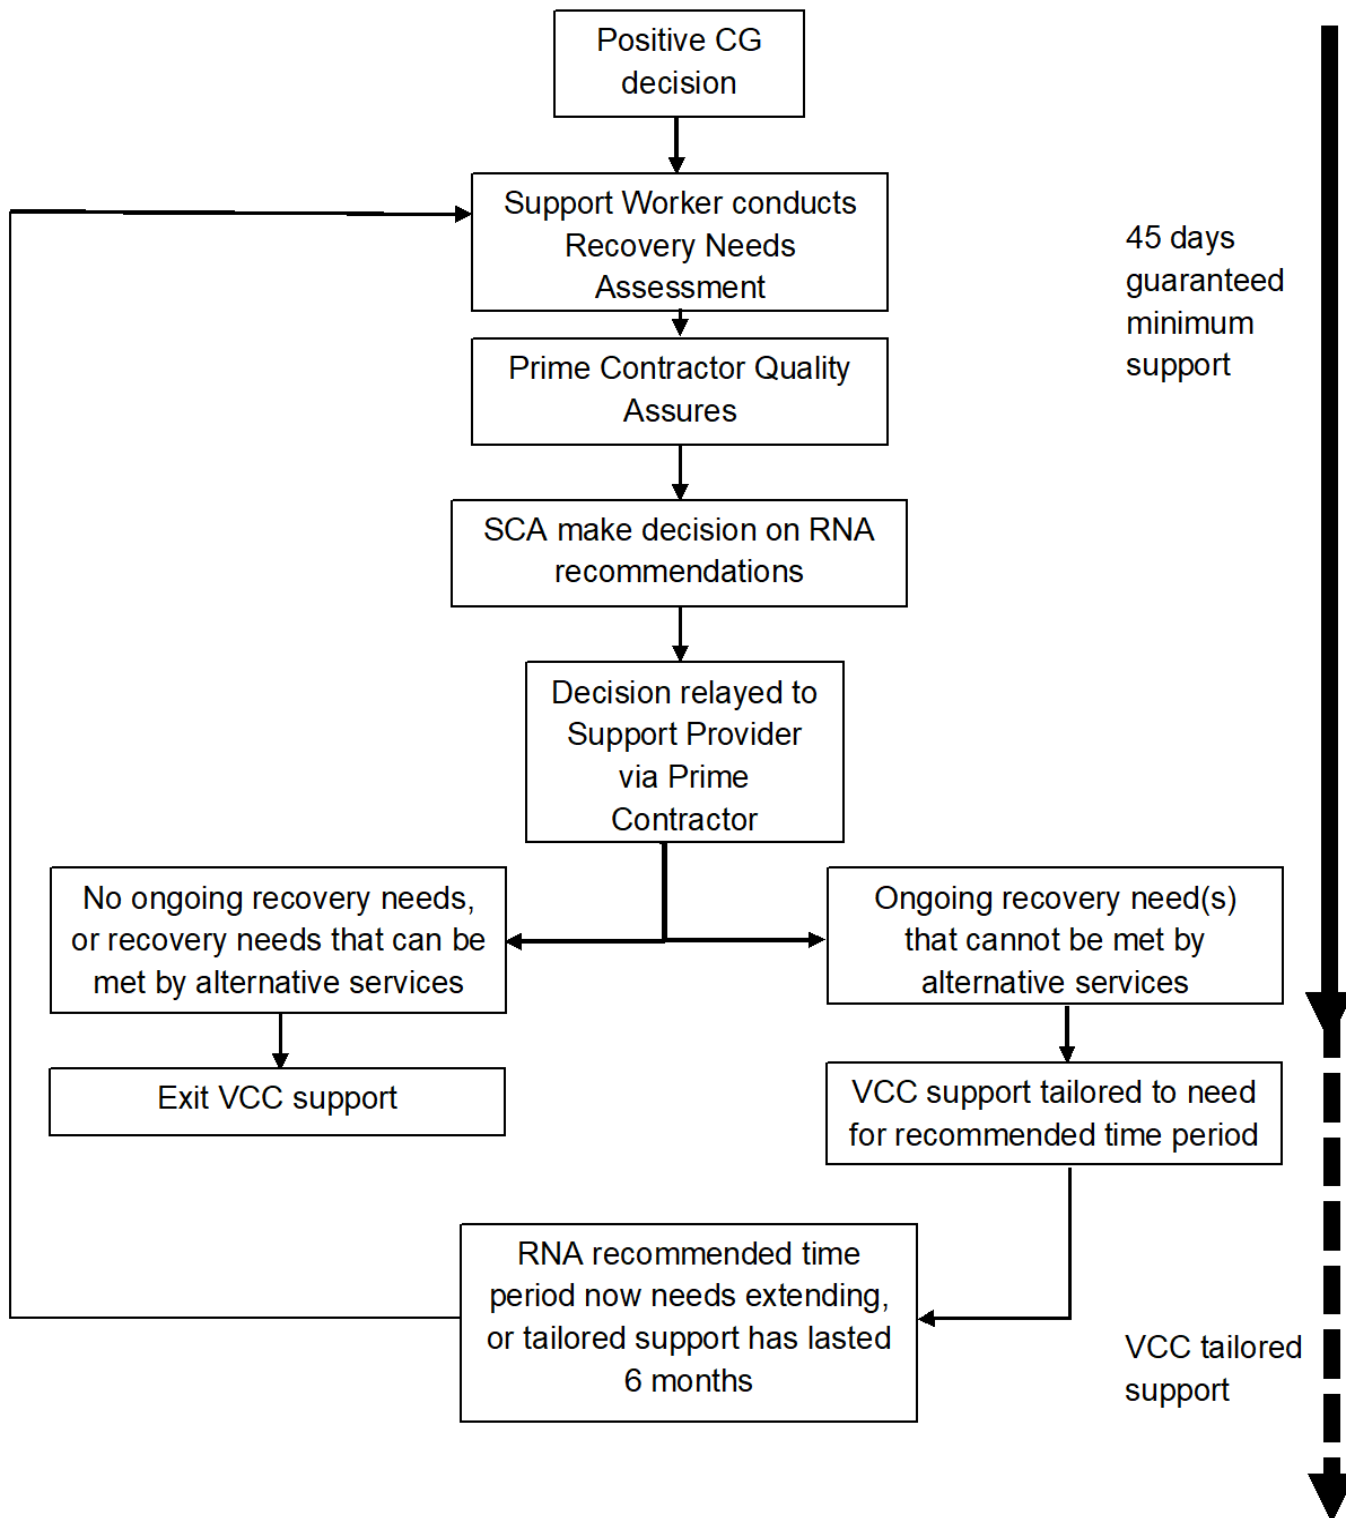 Positive CG
decision
Support Worker conducts
Recovery Needs
Assessment
45 days
guaranteed
minimum
support
Prime Contractor Quality
Assures
SCA make decision on RNA
recommendations
Decision relayed to
Support Provider
via Prime
Contractor
No ongoing recovery needs,
or recovery needs that can be
met by alternative services
Ongoing recovery need(s)
that cannot be met by
alternative services
Exit VCC support
VCC support tailored to need
for recommended time period
RNA recommended time
period now needs extending,
or tailored support has lasted
6 months
VCC tailored
support